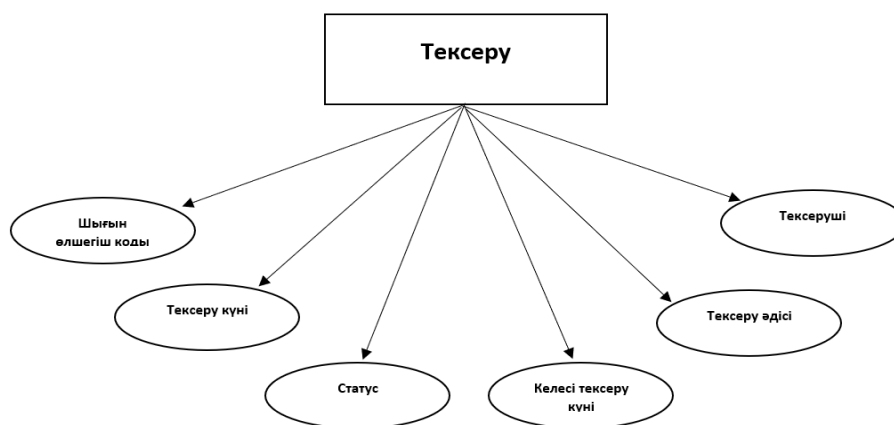 Тексеру
Шығын
өлшегіш коды
Тексеруші
Тексеру күні
Тексеру әдісі
Статус
Келесі тексеру
күні